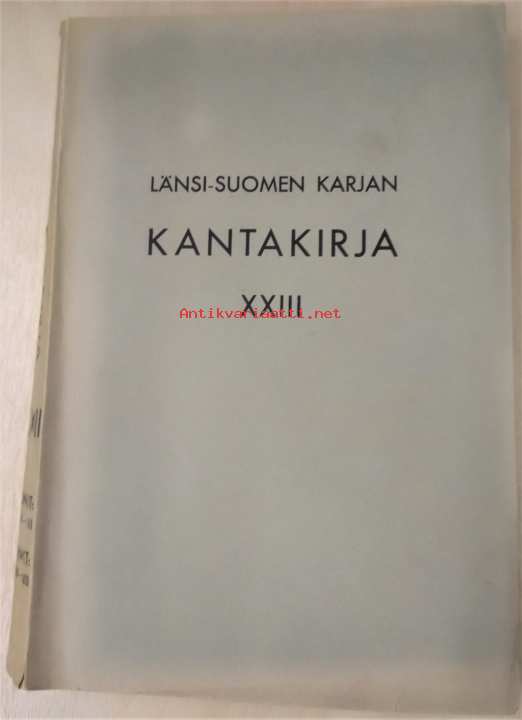 LÄNSI-SUOMEN KARJAN
KANTAKIRJA
XXIII
Antikvariaatti.net